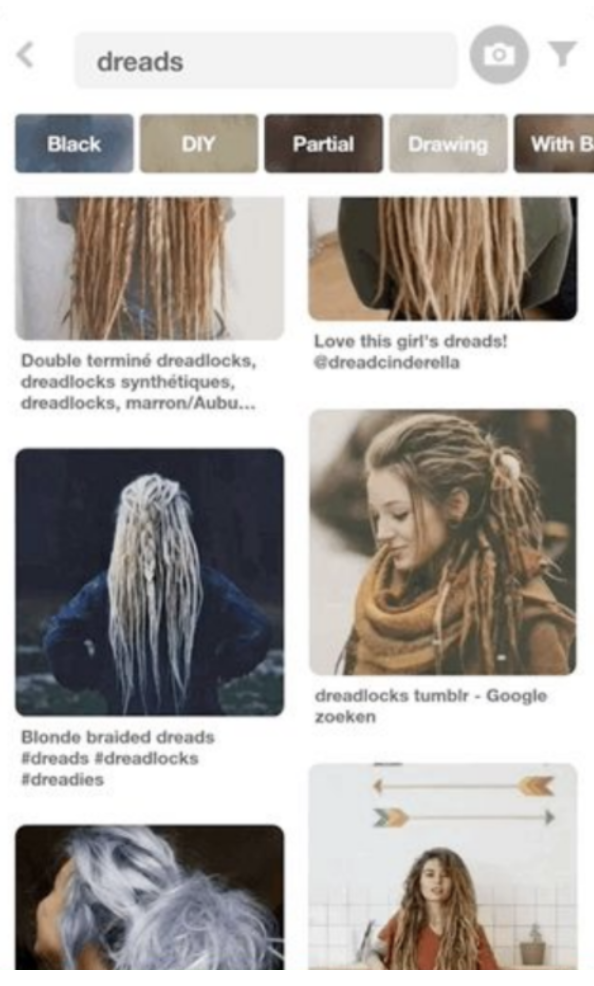 dreads
Black
DIY
Partial
Drawing
With B
Double terminé dreadlocks,
dreadlocks synthétiques,
dreadlocks, marron/Aubu...
Love this girl's dreads!
@dreadcinderella
Blonde braided dreads
#dreads #dreadlocks
#dreadies
dreadlocks tumblr - Google
zoeken